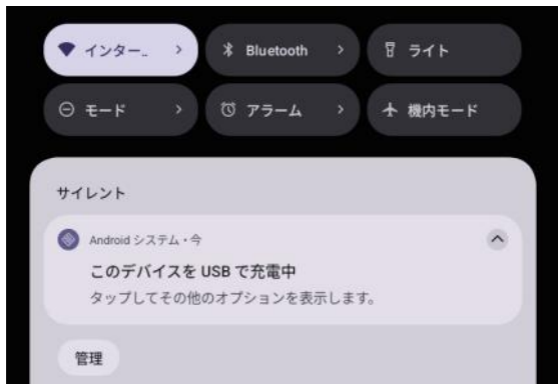 インター…
Bluetooth
ライト
モード
アラーム
機内モード
サイレント
Android システム・今
このデバイスを USB で充電中
タップしてその他のオプションを表示します。
管理